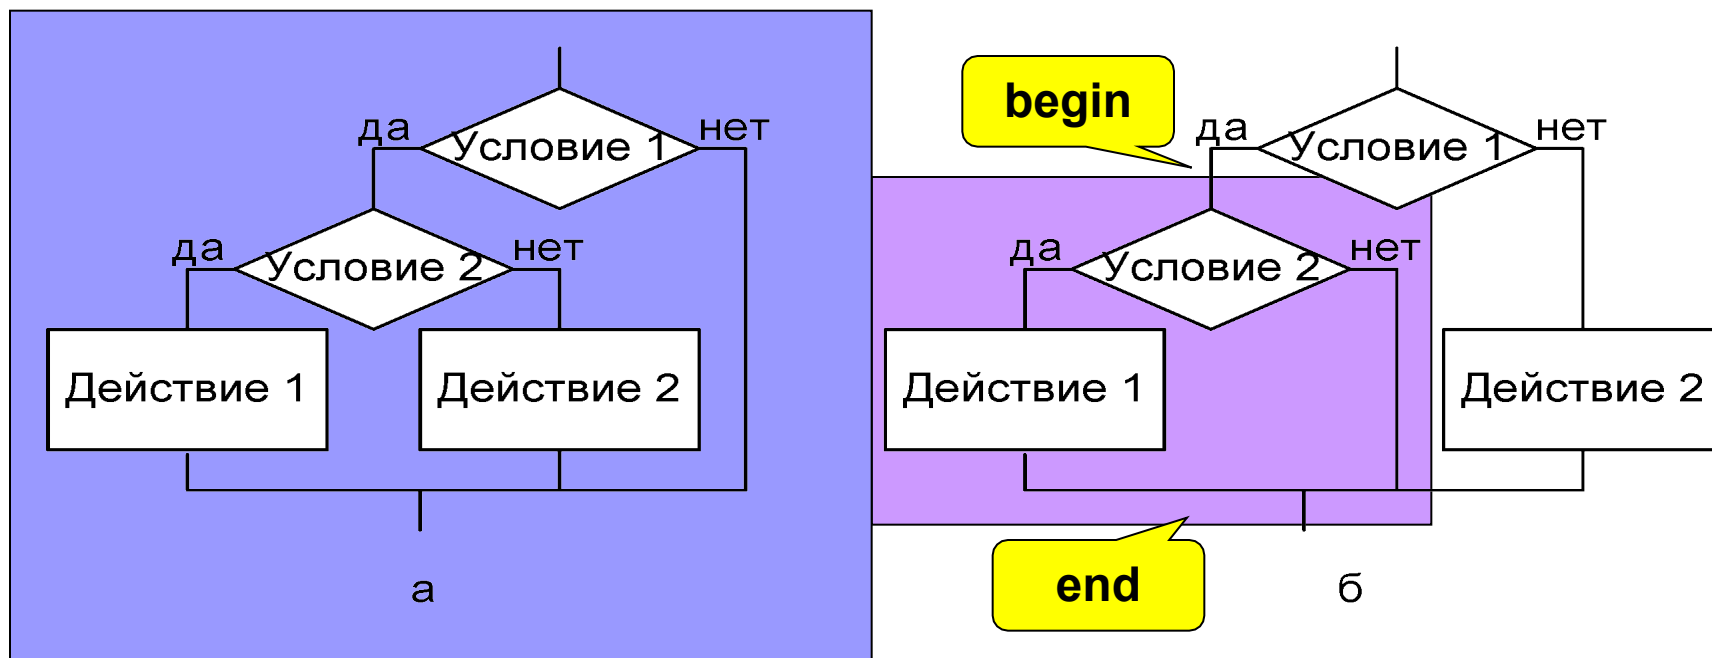 begin
да
Условие 1
нет
да
Условие 1
нет
да
Условие 2
нет
да
Условие 2
нет
Действие 1
Действие 2
Действие 1
Действие 2
end
а
б